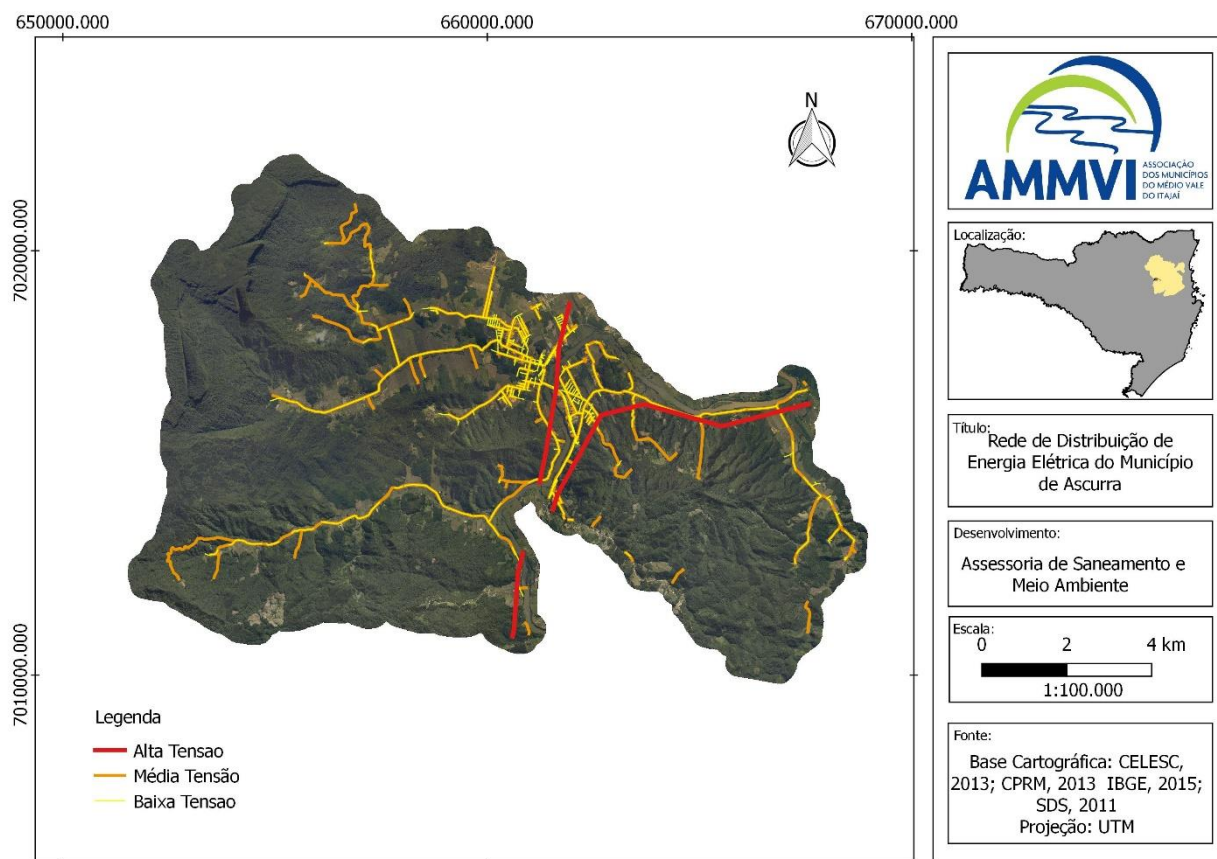 650000.000
660000.000
670000.000
7020000.000
7010000.000
N
Legenda
Alta Tensao
Média Tensão
Baixa Tensao
AMMVI
ASSOCIAÇÃO
DOS MUNICÍPIOS
DO MÉDIO VALE
DO ITAJAÍ
Localização:
Título:
Rede de Distribuição de
Energia Elétrica do Município
de Ascurra
Desenvolvimento:
Assessoria de Saneamento e
Meio Ambiente
Escala:
0 2 4 km
1:100.000
Fonte:
Base Cartográfica: CELESC,
2013; CPRM, 2013 IBGE, 2015;
SDS, 2011
Projeção: UTM